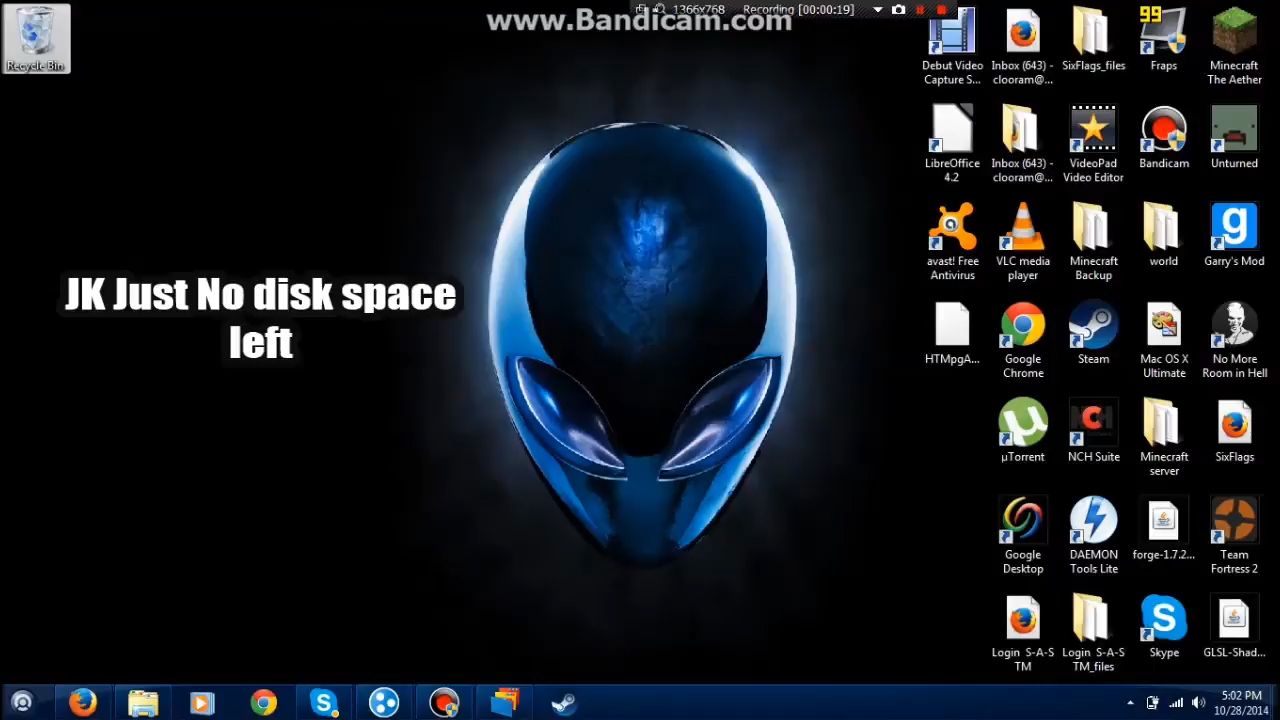 www.Bandicam.com
1366x768 Recording [00:00:19]
Recycle Bin
Debut Video
Capture S...
Inbox (643) -
clooram@...
SixFlags_files
99
Fraps
Minecraft
The Aether
LibreOffice
4.2
Inbox (643) -
clooram@...
VideoPad
Video Editor
Bandicam
Unturned
avast! Free
Antivirus
VLC media
player
Minecraft
Backup
world
g
Garry's Mod
JK Just No disk space
left
HTMpgA...
Google
Chrome
Steam
Mac OS X
Ultimate
No More
Room in Hell
µ
µTorrent
NCH
NCH Suite
Minecraft
server
SixFlags
Google
Desktop
DAEMON
Tools Lite
forge-1.7.2...
Team
Fortress 2
Login S-A-S
TM
Login S-A-S
TM_files
S
Skype
GLSL-Shad...
S
5:02 PM
10/28/2014